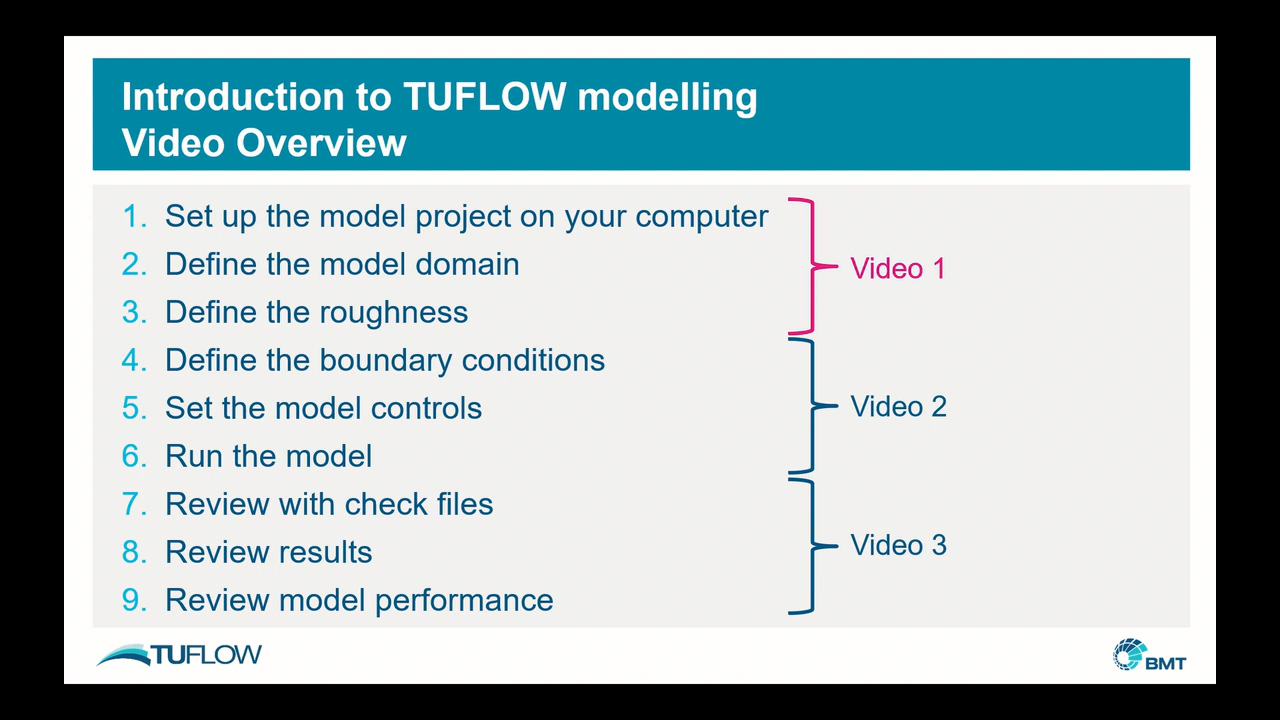 Introduction to TUFLOW modelling
Video Overview
1. Set up the model project on your computer
2. Define the model domain
3. Define the roughness
Video 1
4. Define the boundary conditions
5. Set the model controls
6. Run the model
Video 2
7. Review with check files
8. Review results
9. Review model performance
Video 3
TUFLOW
BMT